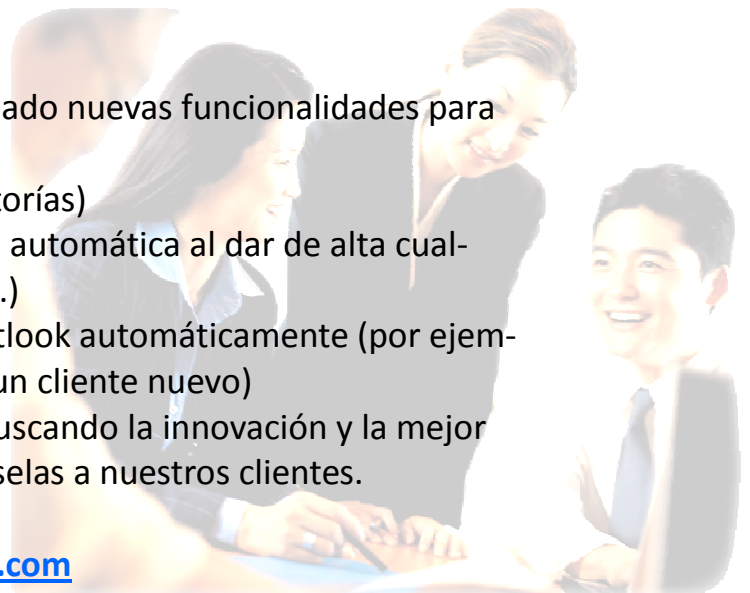 ado nuevas funcionalidades para
torías)
automática al dar de alta cual-
.)
tlook automáticamente (por ejem-
un cliente nuevo)
uscando la innovación y la mejor
selas a nuestros clientes.
.com